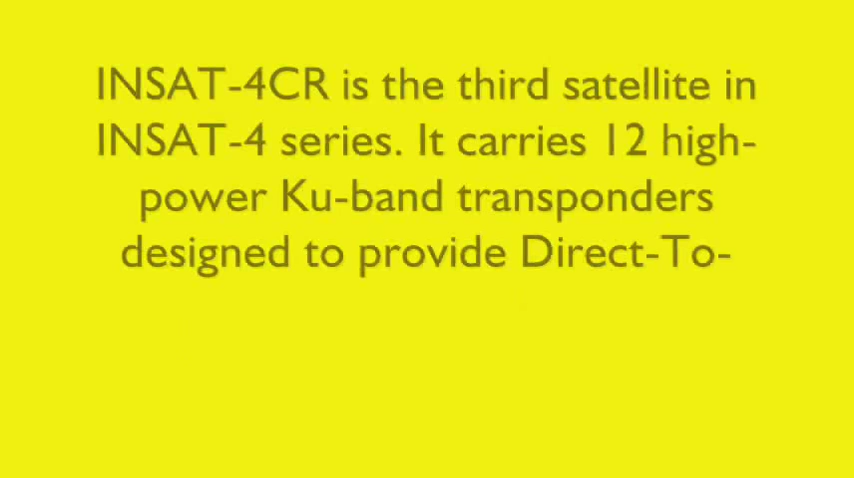 INSAT-4CR is the third satellite in
INSAT-4 series. It carries 12 high-
power Ku-band transponders
designed to provide Direct-To-